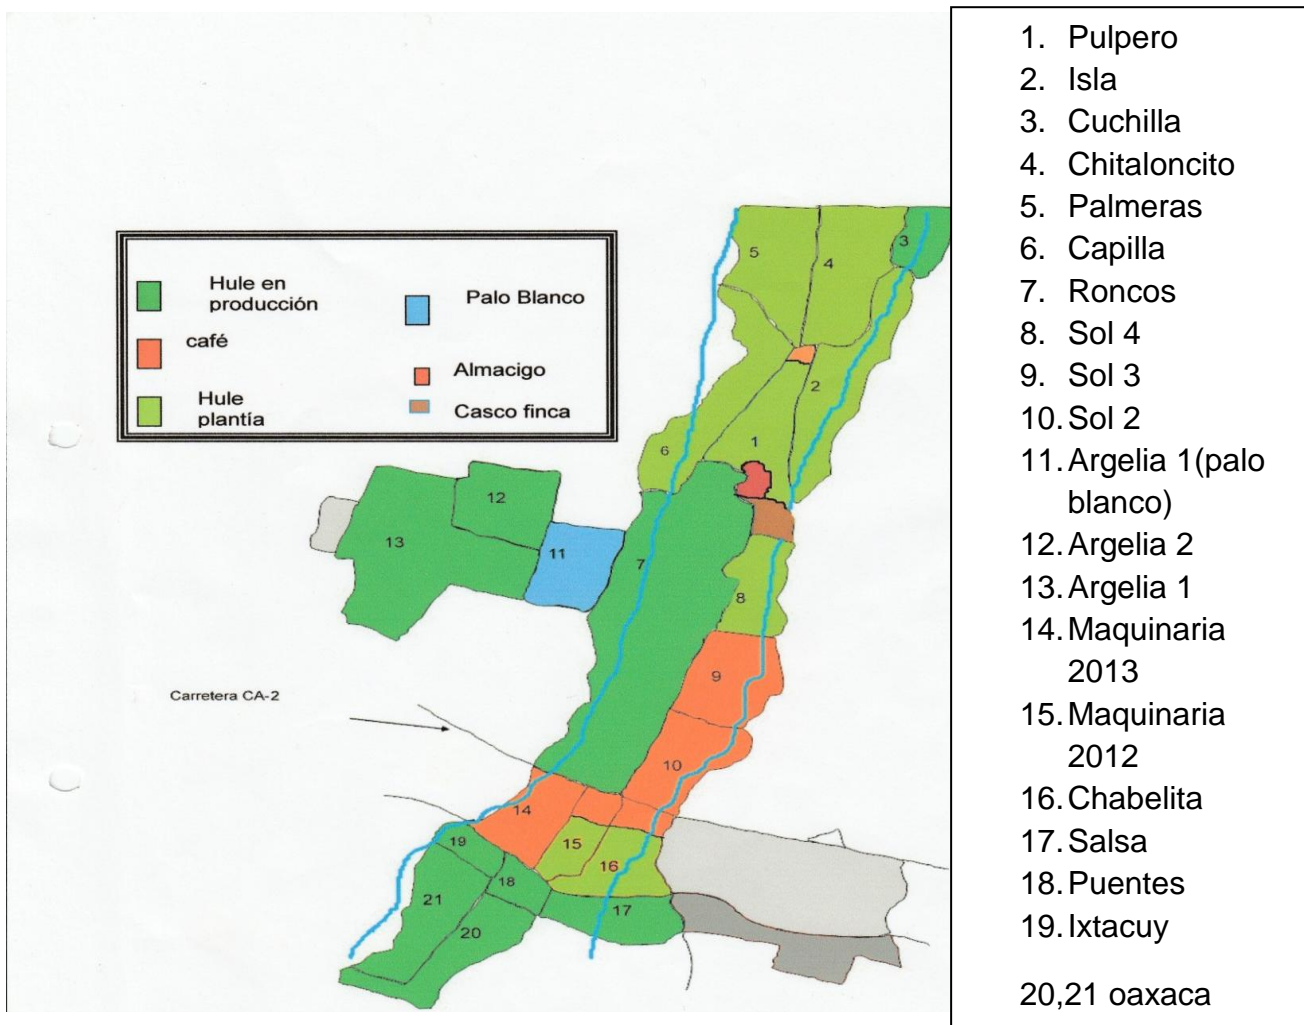 Hule en
producción
café
Hule
plantía
Palo Blanco
Almacigo
Casco finca
Carretera CA-2
5
4
3
2
1
6
7
8
9
10
11
12
13
14
15
16
17
18
19
20
21
1. Pulpero
2. Isla
3. Cuchilla
4. Chitaloncito
5. Palmeras
6. Capilla
7. Roncos
8. Sol 4
9. Sol 3
10. Sol 2
11. Argelia 1(palo
blanco)
12. Argelia 2
13. Argelia 1
14. Maquinaria
2013
15. Maquinaria
2012
16. Chabelita
17. Salsa
18. Puentes
19. Ixtacuy
20,21 oaxaca